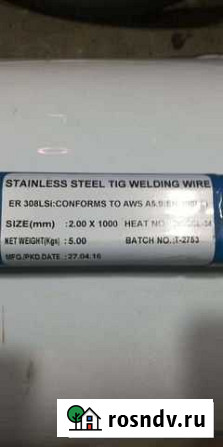 STAINLESS STEEL TIG WELDING WIRE
ER 308LSI:CONFORMS TO AWS A5.9
SIZE(mm) :2.00 X 1000 HEAT NO
NET WEIGHT(Kgs) :5.00 BATCH NO.:T-2753
MFG./PKD.DATE :27.04.16
rosndv.ru